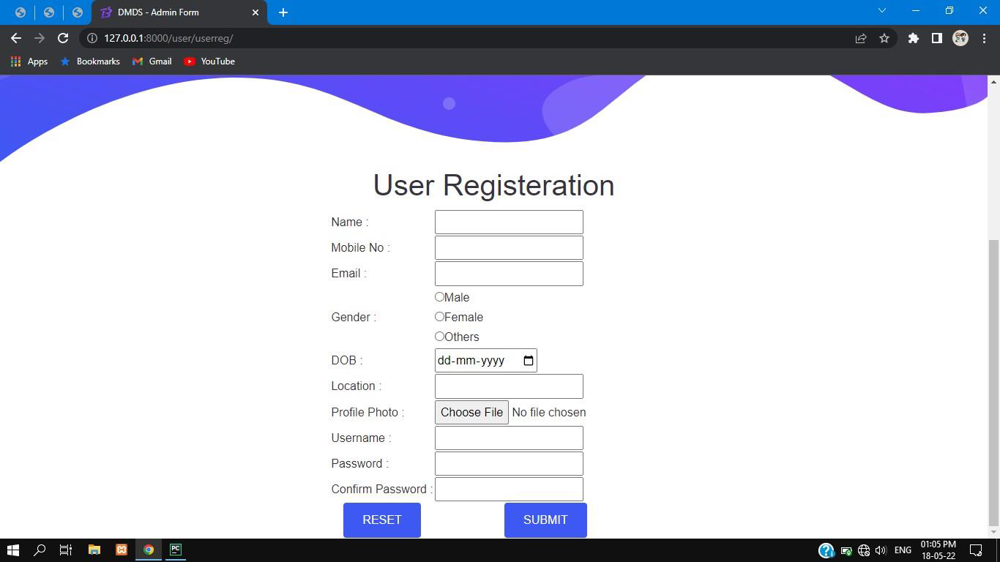 DMDS - Admin Form
127.0.0.1:8000/user/userreg/
Apps Bookmarks Gmail YouTube
User Registeration
Name :
Mobile No :
Email :
Male
Gender :
Female
Others
DOB : dd-mm-yyyy
Location :
Profile Photo : Choose File No file chosen
Username :
Password :
Confirm Password :
RESET SUBMIT
PC
ENG
01:05 PM
18-05-22